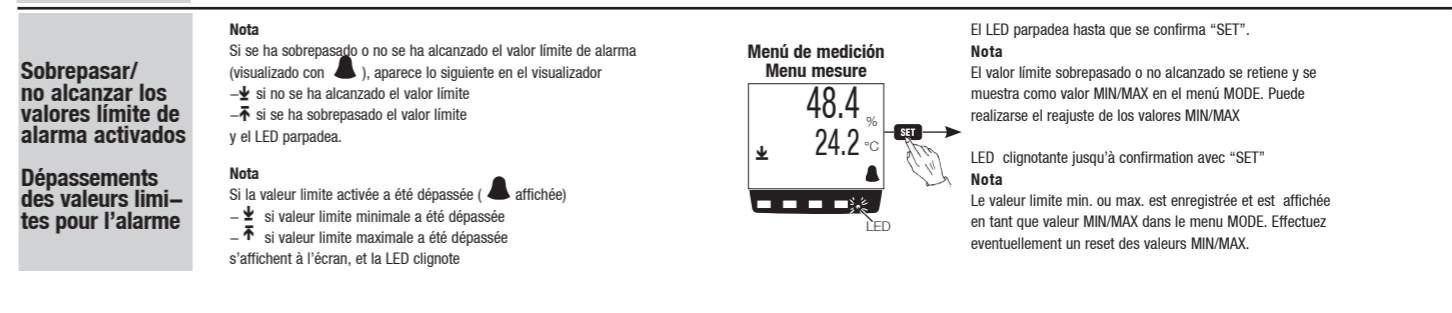 Sobrepasar/
no alcanzar los
valores límite de
alarma activados
Dépassements
des valeurs limi–
tes pour l’alarme
Nota
Si se ha sobrepasado o no se ha alcanzado el valor límite de alarma
(visualizado con ), aparece lo siguiente en el visualizador
– si no se ha alcanzado el valor límite
– si se ha sobrepasado el valor límite
y el LED parpadea.
Nota
Si la valeur limite activée a été dépassée ( affichée)
– si valeur limite minimale a été dépassée
– si valeur limite maximale a été dépassée
s’affichent à l’écran, et la LED clignote
Menú de medición
Menu mesure
48.4 %
24.2 °C
SET
LED
El LED parpadea hasta que se confirma “SET”.
Nota
El valor límite sobrepasado o no alcanzado se retiene y se
muestra como valor MIN/MAX en el menú MODE. Puede
realizarse el reajuste de los valores MIN/MAX
LED clignotante jusqu’à confirmation avec “SET”
Nota
Le valeur limite min. ou max. est enregistrée et est affichée
en tant que valeur MIN/MAX dans le menu MODE. Effectuez
eventuellement un reset des valeurs MIN/MAX.